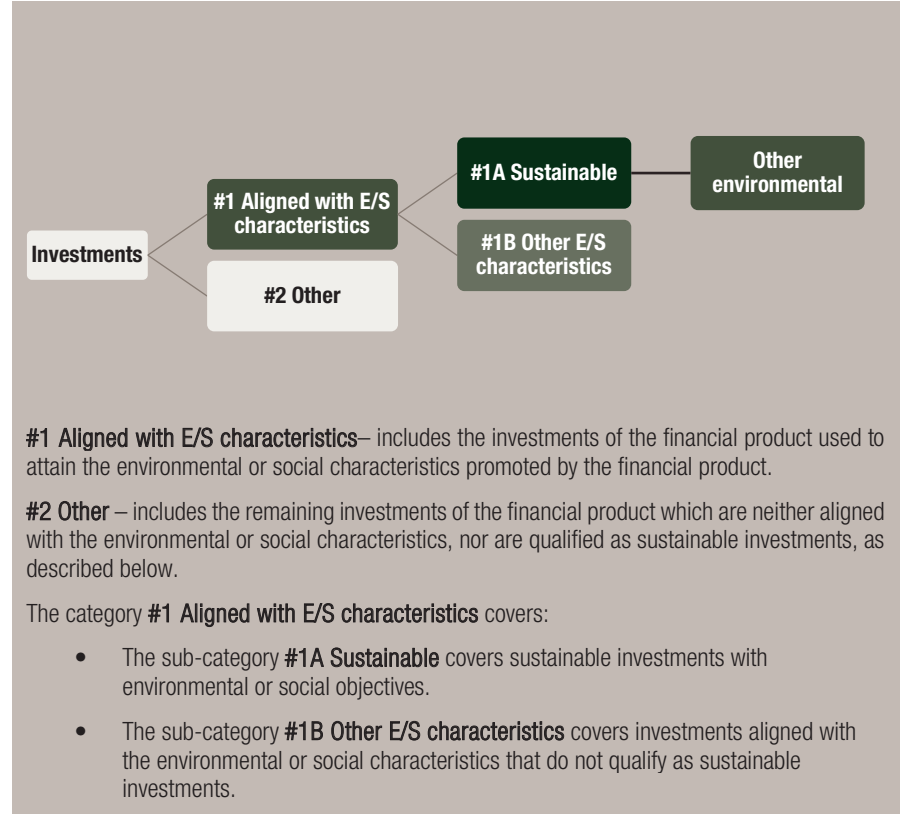 #1A Sustainable
Other
environmental
#1 Aligned with E/S
characteristics
#1B Other E/S
characteristics
Investments
#2 Other
#1 Aligned with E/S characteristics– includes the investments of the financial product used to
attain the environmental or social characteristics promoted by the financial product.
#2 Other – includes the remaining investments of the financial product which are neither aligned
with the environmental or social characteristics, nor are qualified as sustainable investments, as
described below.
The category #1 Aligned with E/S characteristics covers:
• The sub-category #1A Sustainable covers sustainable investments with
environmental or social objectives.
• The sub-category #1B Other E/S characteristics covers investments aligned with
the environmental or social characteristics that do not qualify as sustainable
investments.